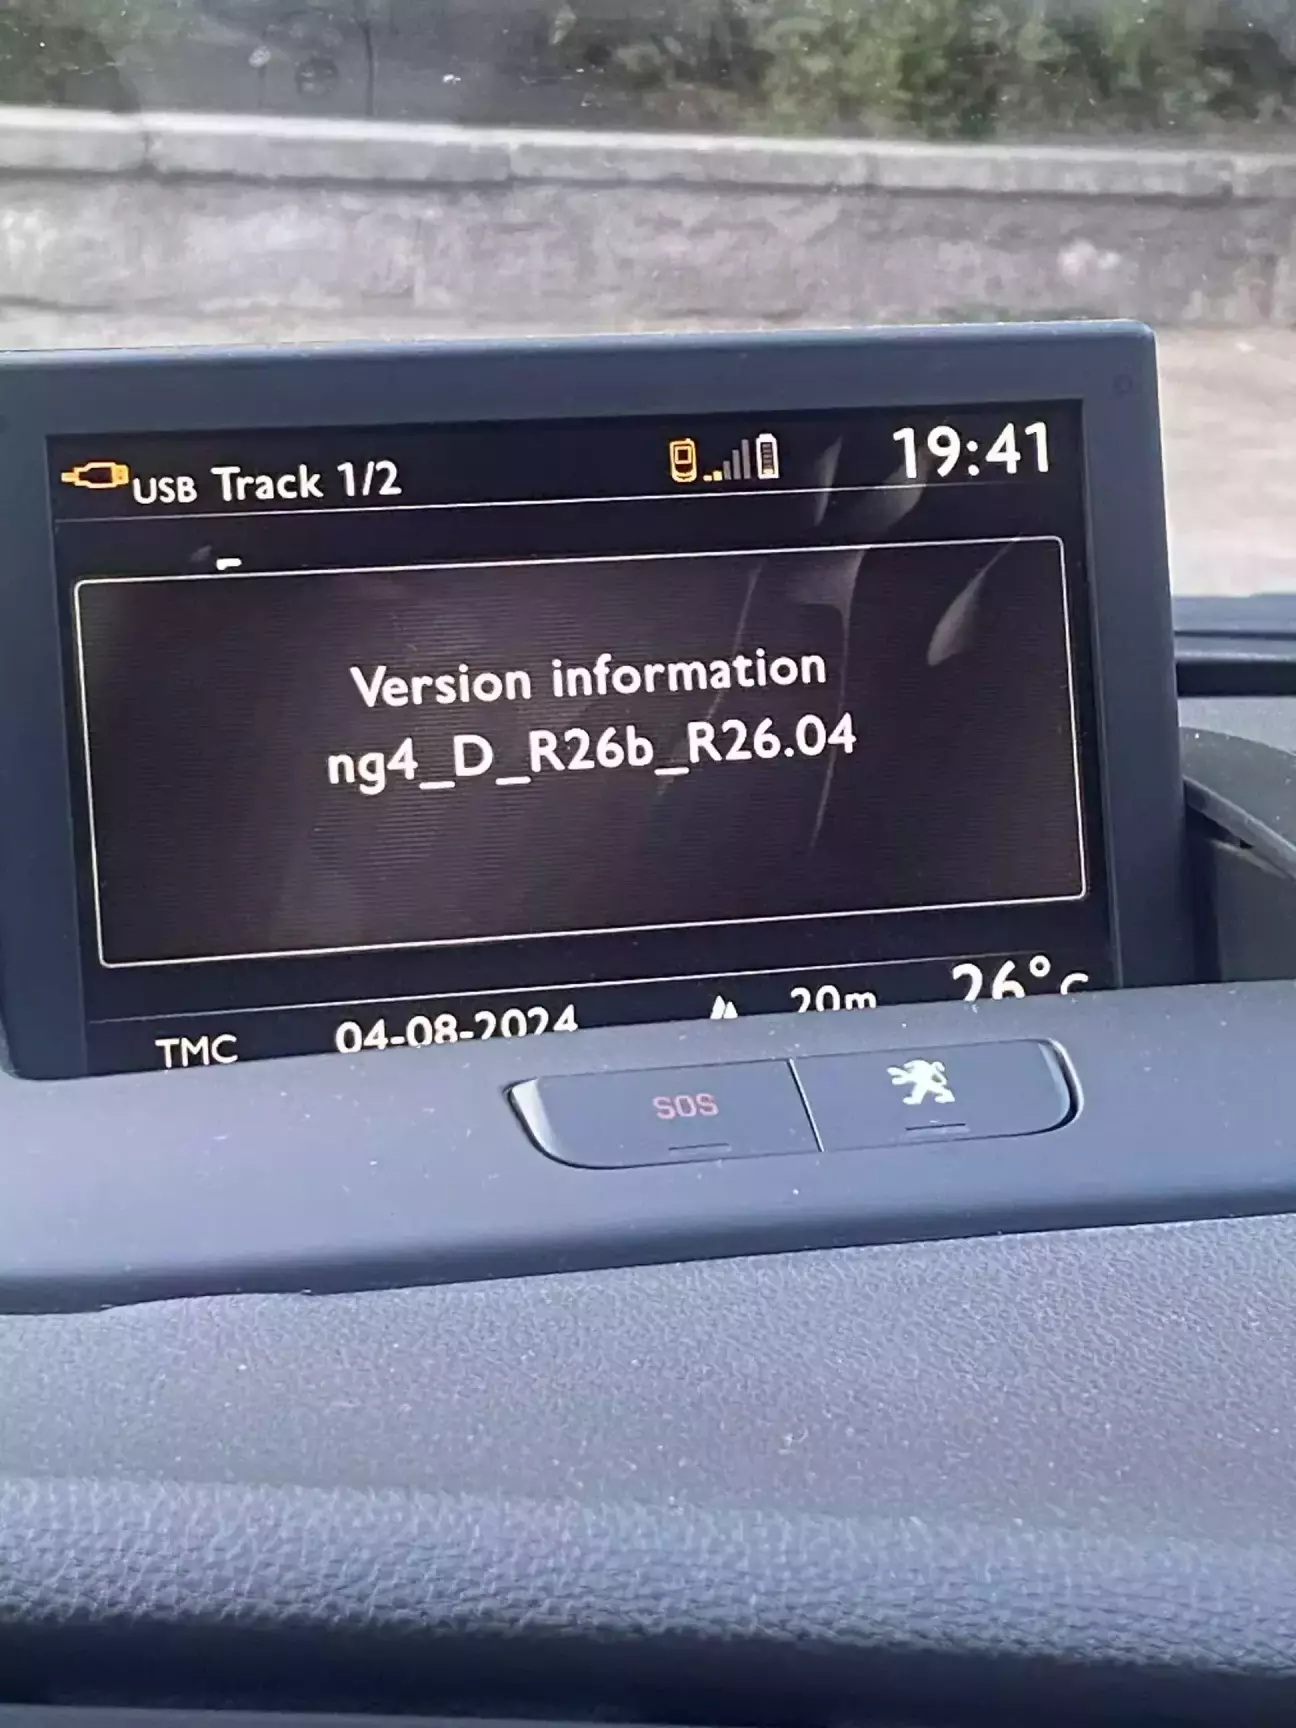 USB Track 1/2
19:41
Version information
ng4_D_R26b_R26.04
TMC 04-08-2024 20m 26°C
SOS